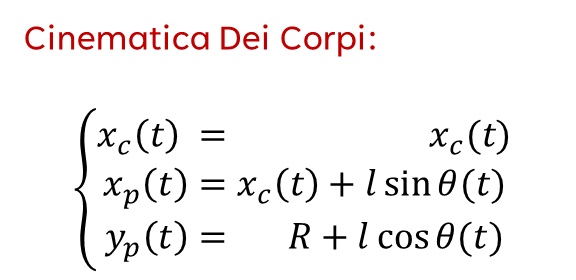 Cinematica Dei Corpi:
x_c(t) = x_c(t)
x_p(t) = x_c(t) + l sin θ(t)
y_p(t) = R + l cos θ(t)